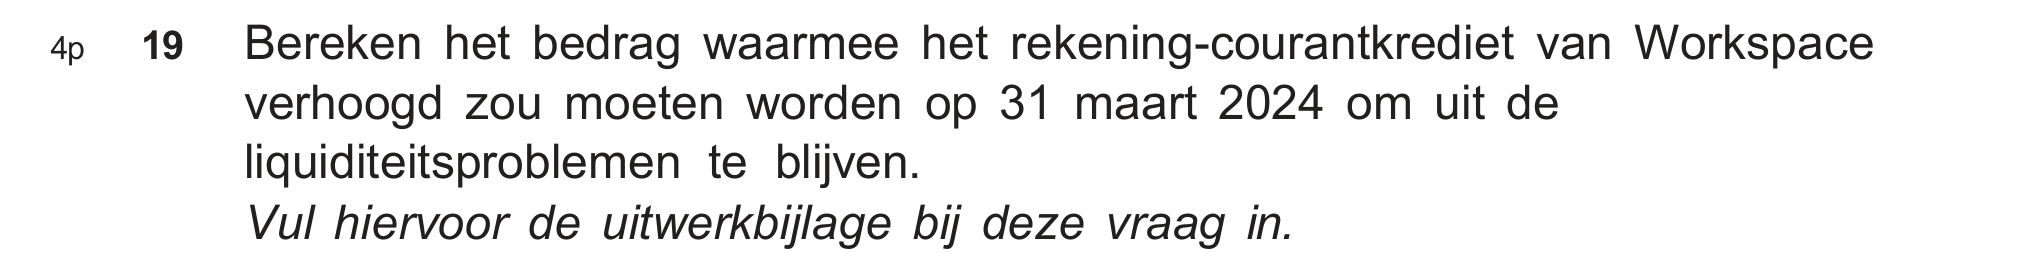 4p 19 Bereken het bedrag waarmee het rekening-courantkrediet van Workspace
verhoogd zou moeten worden op 31 maart 2024 om uit de
liquiditeitsproblemen te blijven.
Vul hiervoor de uitwerkbijlage bij deze vraag in.